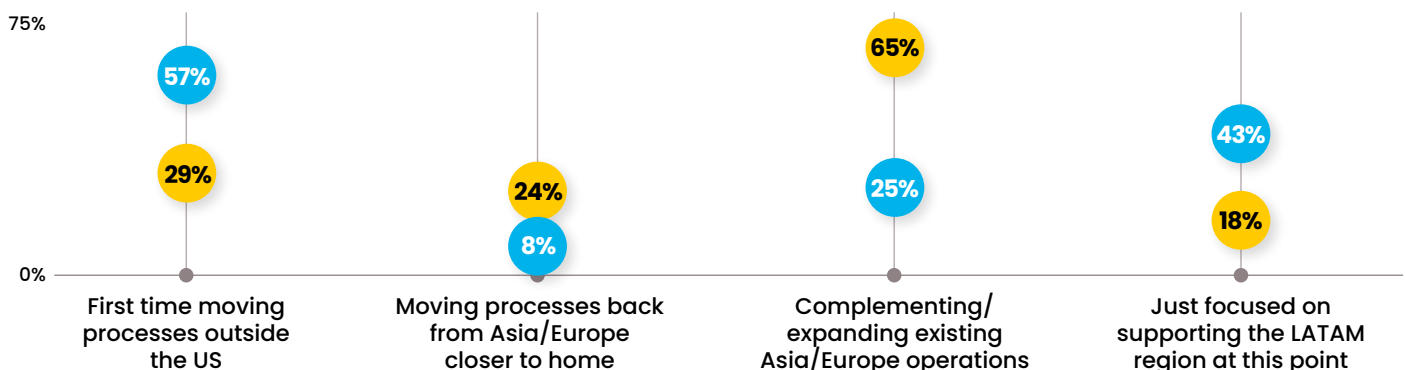 75%
57%
29%
24%
8%
65%
25%
43%
18%
0%
First time moving
processes outside
the US
Moving processes back
from Asia/Europe
closer to home
Complementing/
expanding existing
Asia/Europe operations
Just focused on
supporting the LATAM
region at this point